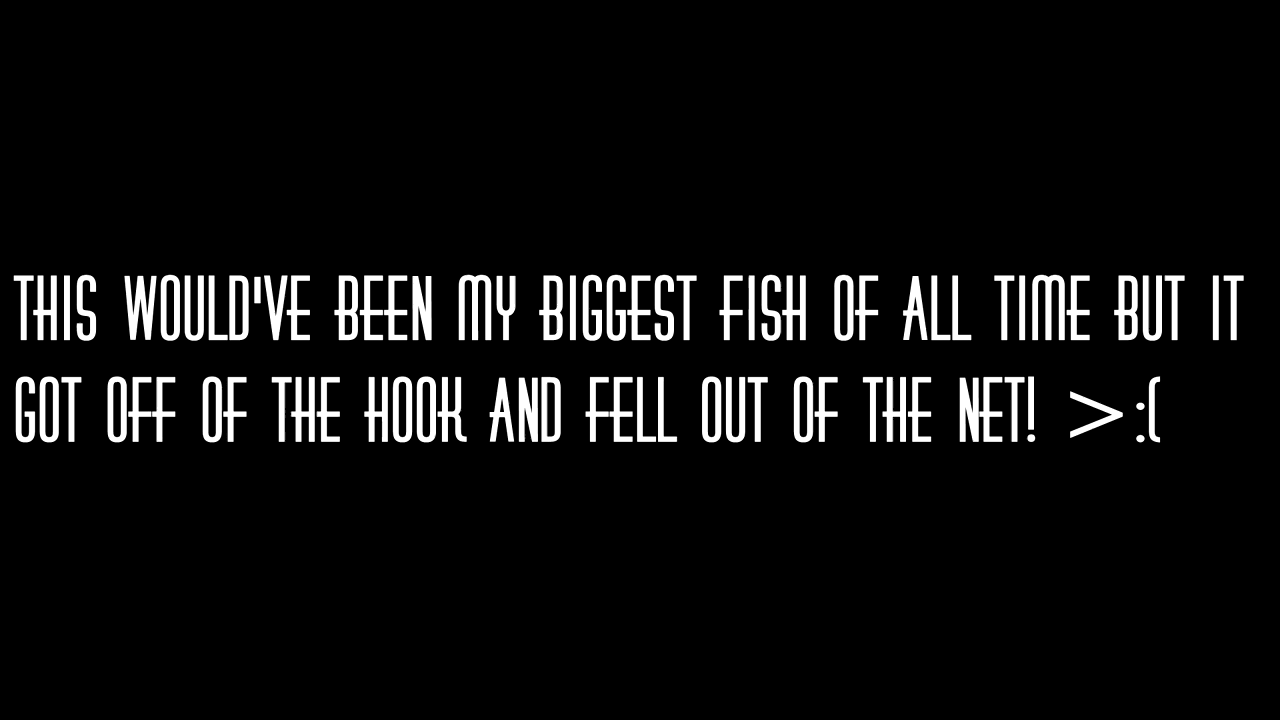 THIS WOULD'VE BEEN MY BIGGEST FISH OF ALL TIME BUT IT
GOT OFF OF THE HOOK AND FELL OUT OF THE NET! >:(